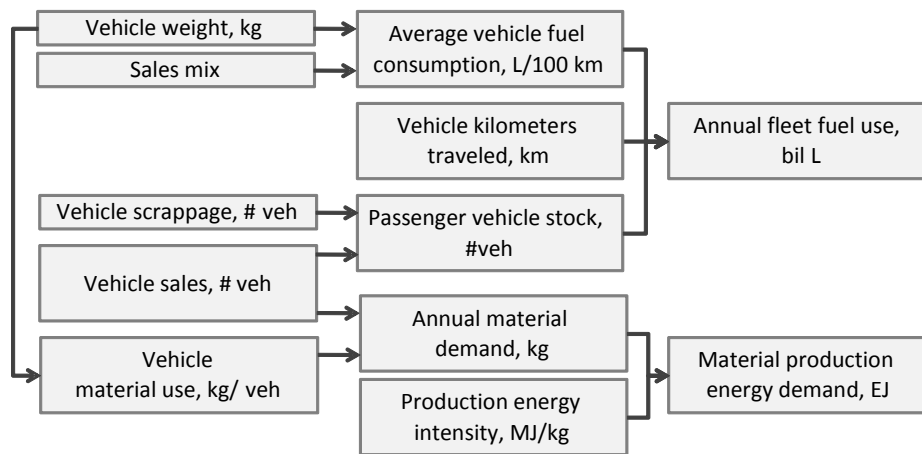 Vehicle weight, kg
Sales mix
Average vehicle fuel
consumption, L/100 km
Vehicle kilometers
traveled, km
Annual fleet fuel use,
bil L
Vehicle scrappage, # veh
Passenger vehicle stock,
#veh
Vehicle sales, # veh
Annual material
demand, kg
Vehicle
material use, kg/ veh
Production energy
intensity, MJ/kg
Material production
energy demand, EJ